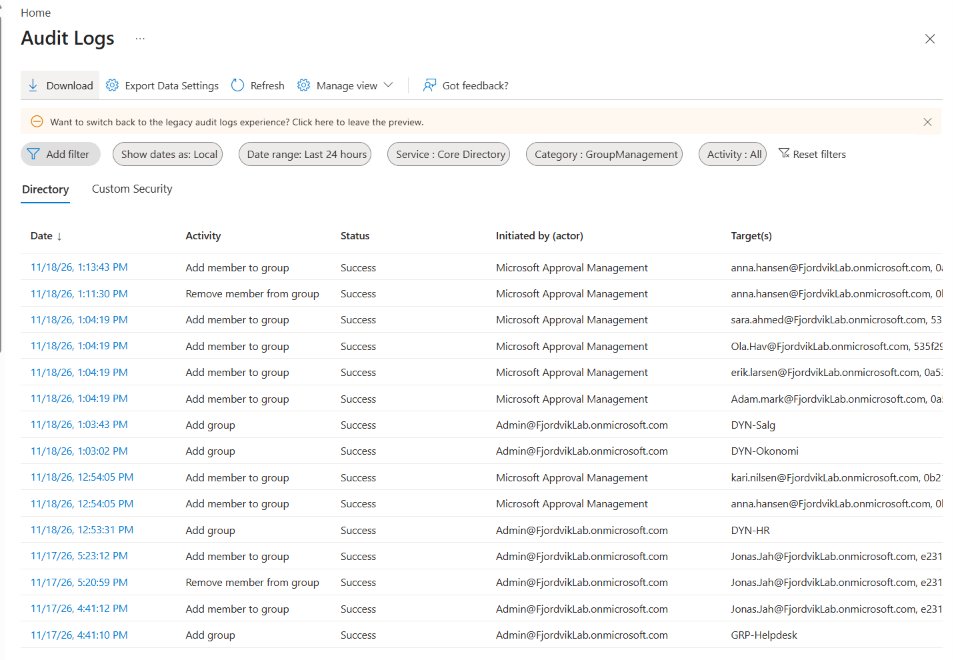 Home
Audit Logs ...
Download Export Data Settings Refresh Manage view Got feedback?
Want to switch back to the legacy audit logs experience? Click here to leave the preview.
Add filter Show dates as: Local Date range: Last 24 hours Service : Core Directory Category : GroupManagement Activity : All Reset filters
Directory Custom Security
Date ↓ Activity Status Initiated by (actor) Target(s)
11/18/26, 1:13:43 PM Add member to group Success Microsoft Approval Management anna.hansen@FjordvikLab.onmicrosoft.com,
11/18/26, 1:11:30 PM Remove member from group Success Microsoft Approval Management anna.hansen@FjordvikLab.onmicrosoft.com,
11/18/26, 1:04:19 PM Add member to group Success Microsoft Approval Management sara.ahmed@FjordvikLab.onmicrosoft.com, 53
11/18/26, 1:04:19 PM Add member to group Success Microsoft Approval Management Ola.Hav@FjordvikLab.onmicrosoft.com, 535f29
11/18/26, 1:04:19 PM Add member to group Success Microsoft Approval Management erik.larsen@FjordvikLab.onmicrosoft.com,
11/18/26, 1:04:19 PM Add member to group Success Microsoft Approval Management Adam.mark@FjordvikLab.onmicrosoft.com,
11/18/26, 1:03:43 PM Add group Success Admin@FjordvikLab.onmicrosoft.com DYN-Salg
11/18/26, 1:03:02 PM Add group Success Admin@FjordvikLab.onmicrosoft.com DYN-Okonomi
11/18/26, 12:54:05 PM Add member to group Success Microsoft Approval Management kari.nilsen@FjordvikLab.onmicrosoft.com, 0b2
11/18/26, 12:54:05 PM Add member to group Success Microsoft Approval Management anna.hansen@FjordvikLab.onmicrosoft.com,
11/18/26, 12:53:31 PM Add group Success Admin@FjordvikLab.onmicrosoft.com DYN-HR
11/17/26, 5:23:12 PM Add member to group Success Admin@FjordvikLab.onmicrosoft.com Jonas.Jah@FjordvikLab.onmicrosoft.com, e231
11/17/26, 5:20:59 PM Remove member from group Success Admin@FjordvikLab.onmicrosoft.com Jonas.Jah@FjordvikLab.onmicrosoft.com, e231
11/17/26, 4:41:12 PM Add member to group Success Admin@FjordvikLab.onmicrosoft.com Jonas.Jah@FjordvikLab.onmicrosoft.com, e231
11/17/26, 4:41:10 PM Add group Success Admin@FjordvikLab.onmicrosoft.com GRP-Helpdesk